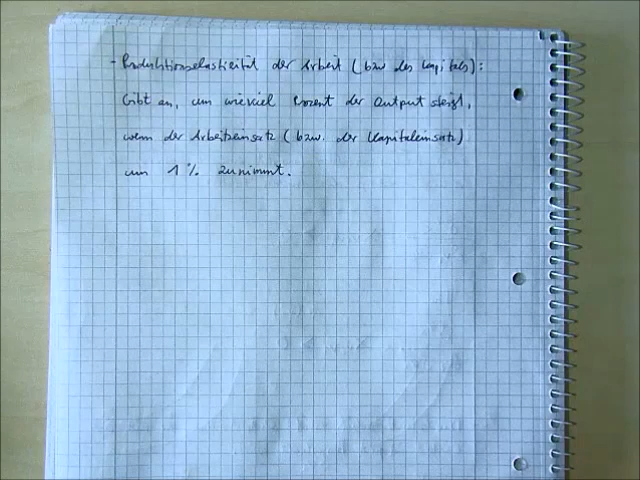 - Produktionselastizität der Arbeit (bzw des Kapitals):
Gibt an, um wieviel Prozent der Output steigt,
wenn der Arbeitseinsatz (bzw. der Kapitaleinsatz)
um 1% zunimmt.